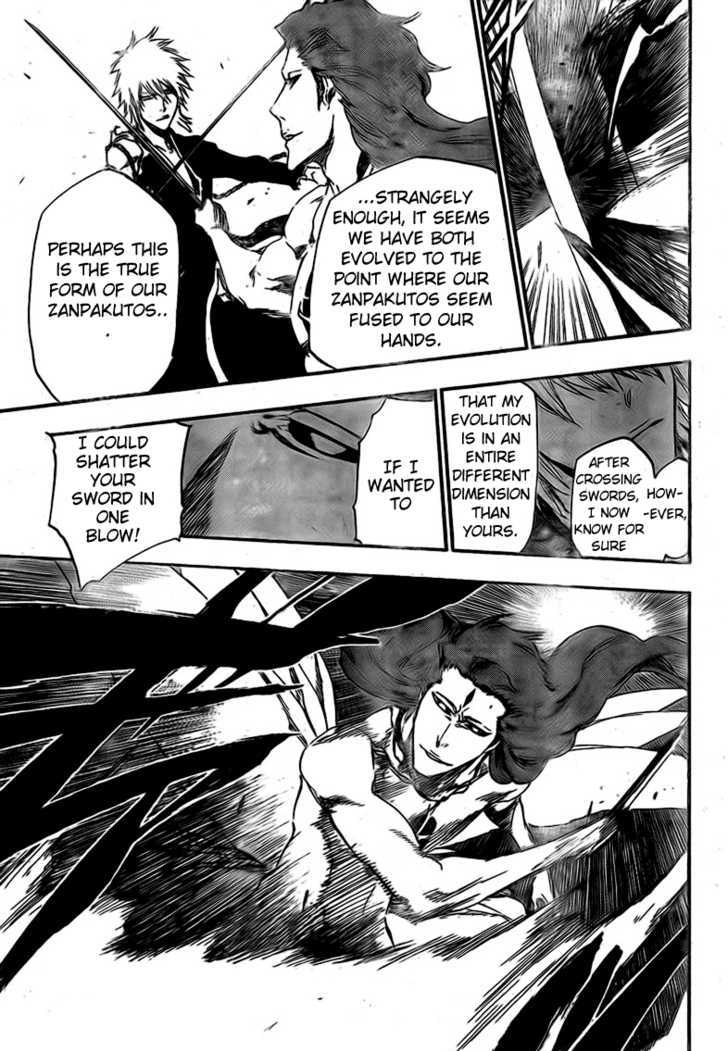 ...STRANGELY
ENOUGH, IT SEEMS
WE HAVE BOTH
EVOLVED TO THE
POINT WHERE OUR
ZANPAKUTOS SEEM
FUSED TO OUR
HANDS.
PERHAPS THIS
IS THE TRUE
FORM OF OUR
ZANPAKUTOS..
.
HOW-
-EVER,
AFTER
CROSSING
SWORDS,
I NOW
KNOW FOR
SURE
THAT MY
EVOLUTION
IS IN AN
ENTIRE
DIFFERENT
DIMENSION
THAN
YOURS.
IF I
WANTED
TO
I COULD
SHATTER
YOUR
SWORD IN
ONE
BLOW!